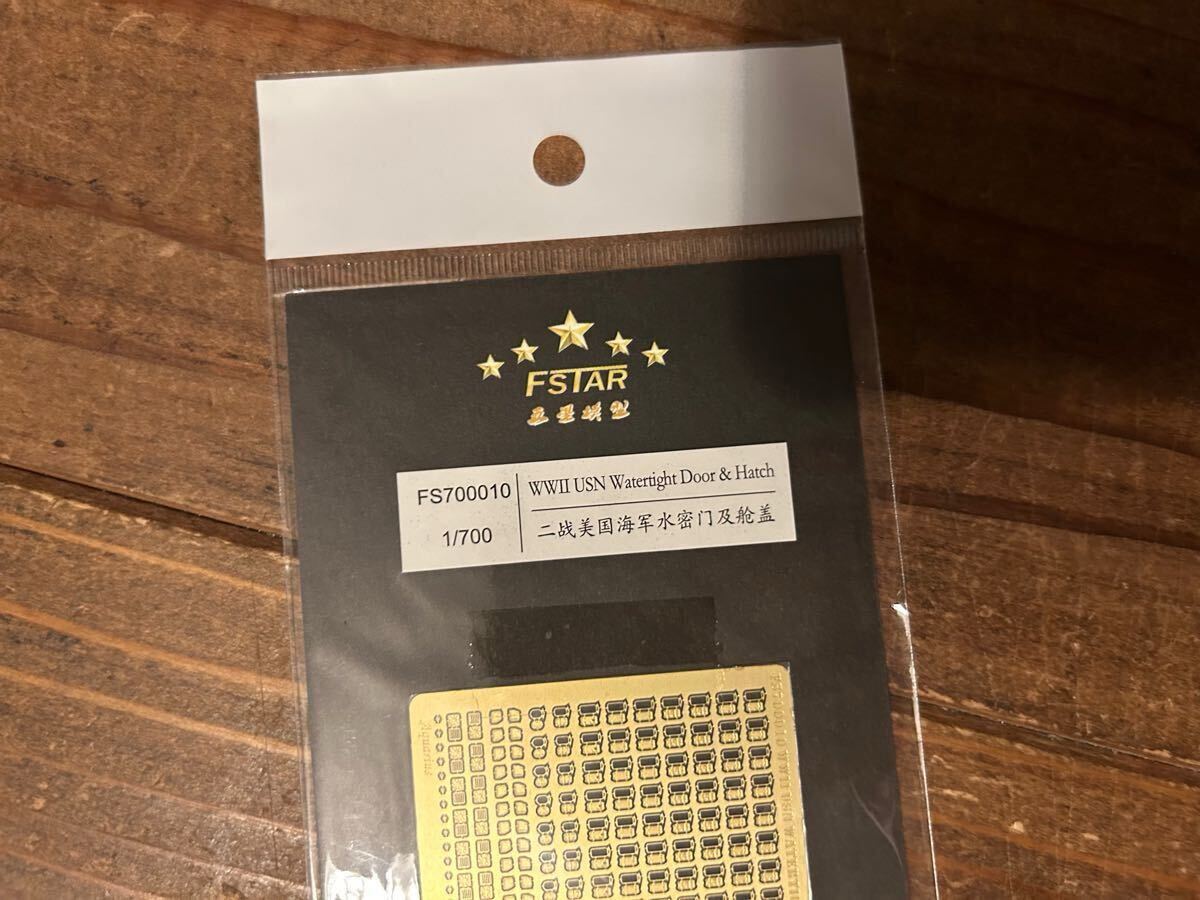 FSTAR
五星模型
FS700010
1/700
WWII USN Watertight Door & Hatch
二战美国海军水密门及舱盖